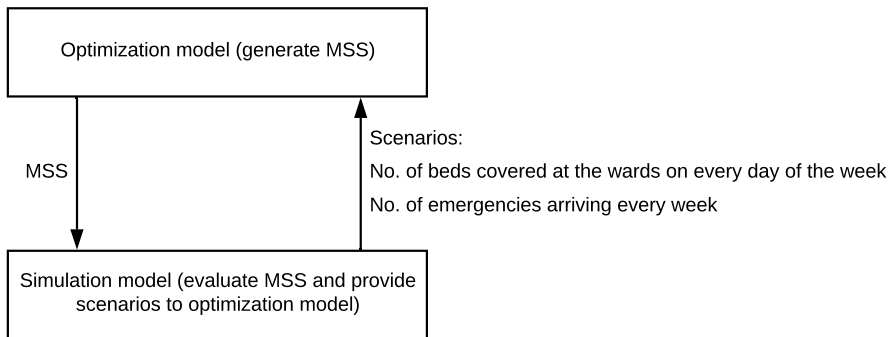 Optimization model (generate MSS)
Scenarios:
MSS
No. of beds covered at the wards on every day of the week
No. of emergencies arriving every week
Simulation model (evaluate MSS and provide
scenarios to optimization model)